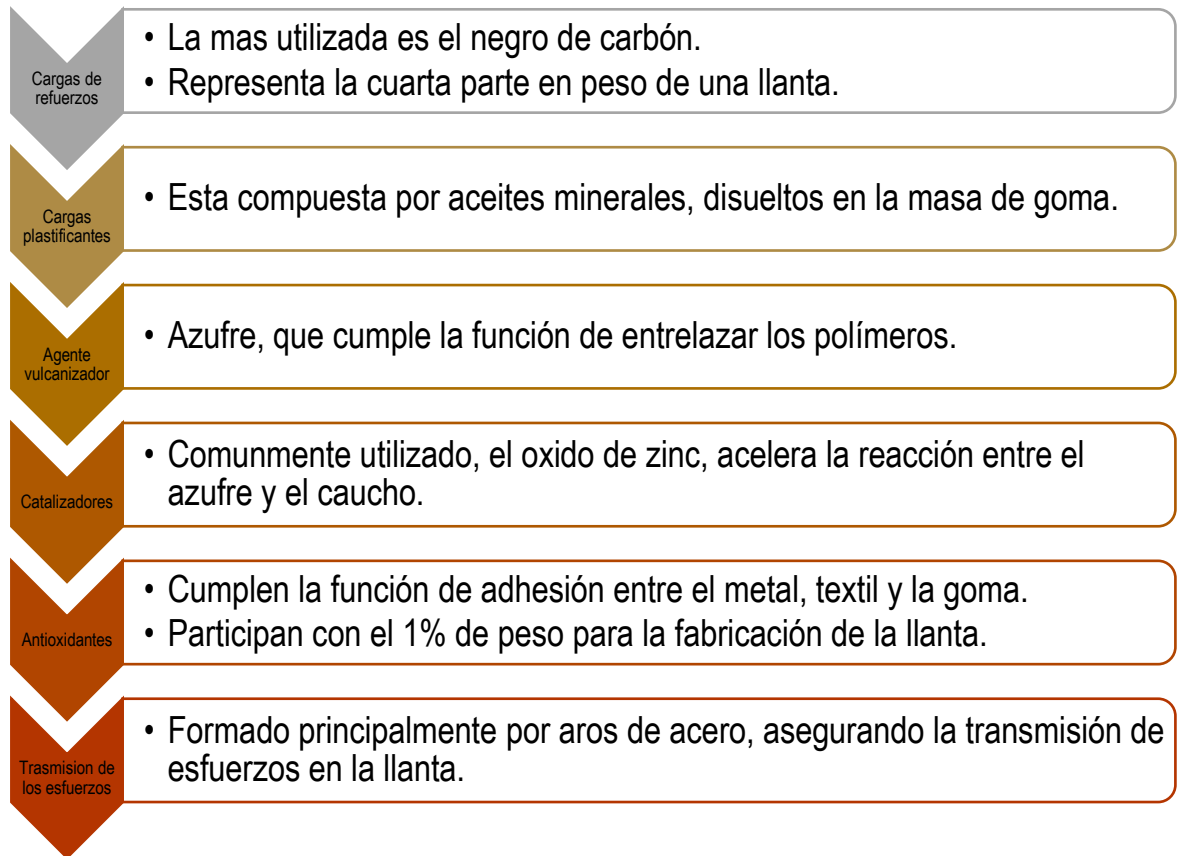 Cargas de
refuerzos
• La mas utilizada es el negro de carbón.
• Representa la cuarta parte en peso de una llanta.
Cargas
plastificantes
• Esta compuesta por aceites minerales, disueltos en la masa de goma.
Agente
vulcanizador
• Azufre, que cumple la función de entrelazar los polímeros.
Catalizadores
• Comunmente utilizado, el oxido de zinc, acelera la reacción entre el
azufre y el caucho.
Antioxidantes
• Cumplen la función de adhesión entre el metal, textil y la goma.
• Participan con el 1% de peso para la fabricación de la llanta.
Trasmision de
los esfuerzos
• Formado principalmente por aros de acero, asegurando la transmisión de
esfuerzos en la llanta.